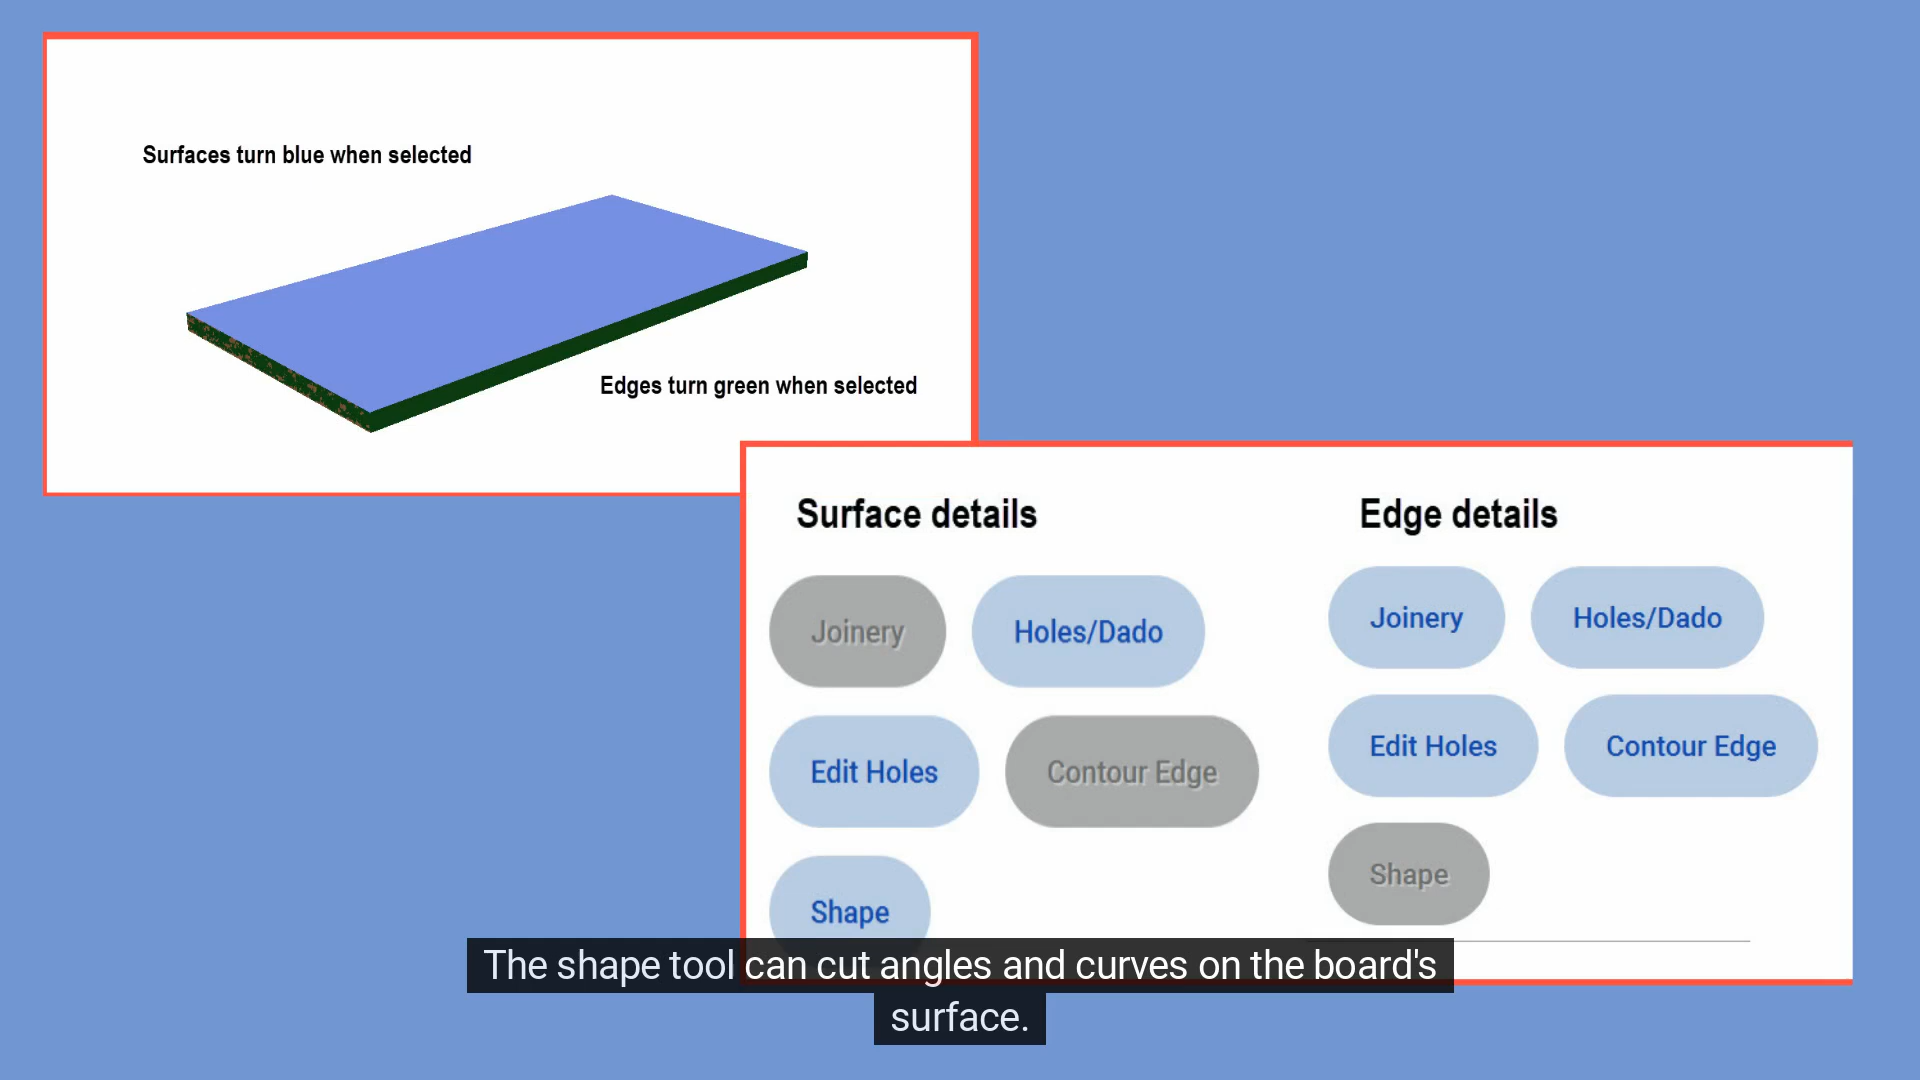 Surfaces turn blue when selected
Edges turn green when selected
Surface details
Joinery
Holes/Dado
Edit Holes
Contour Edge
Shape
Edge details
Joinery
Holes/Dado
Edit Holes
Contour Edge
Shape
The shape tool can cut angles and curves on the board's
surface.